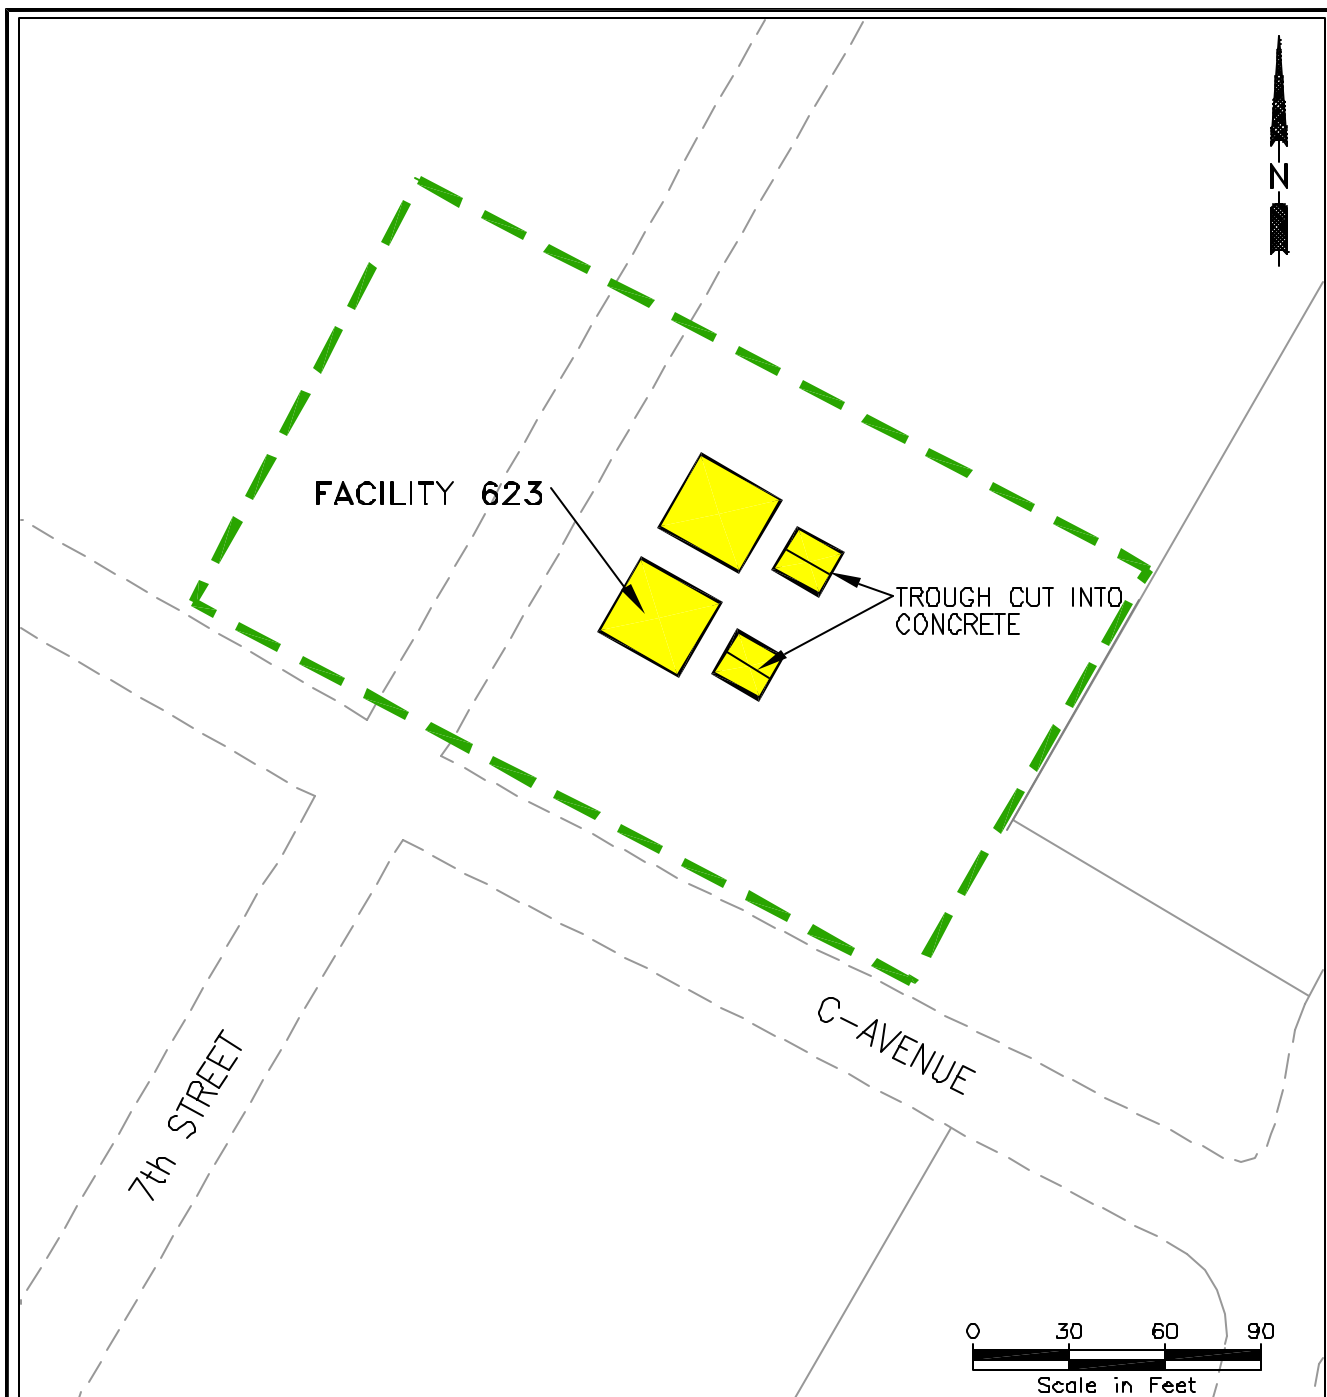 N
FACILITY 623
TROUGH CUT INTO
CONCRETE
C-AVENUE
7th STREET
0 30 60 90
Scale in Feet